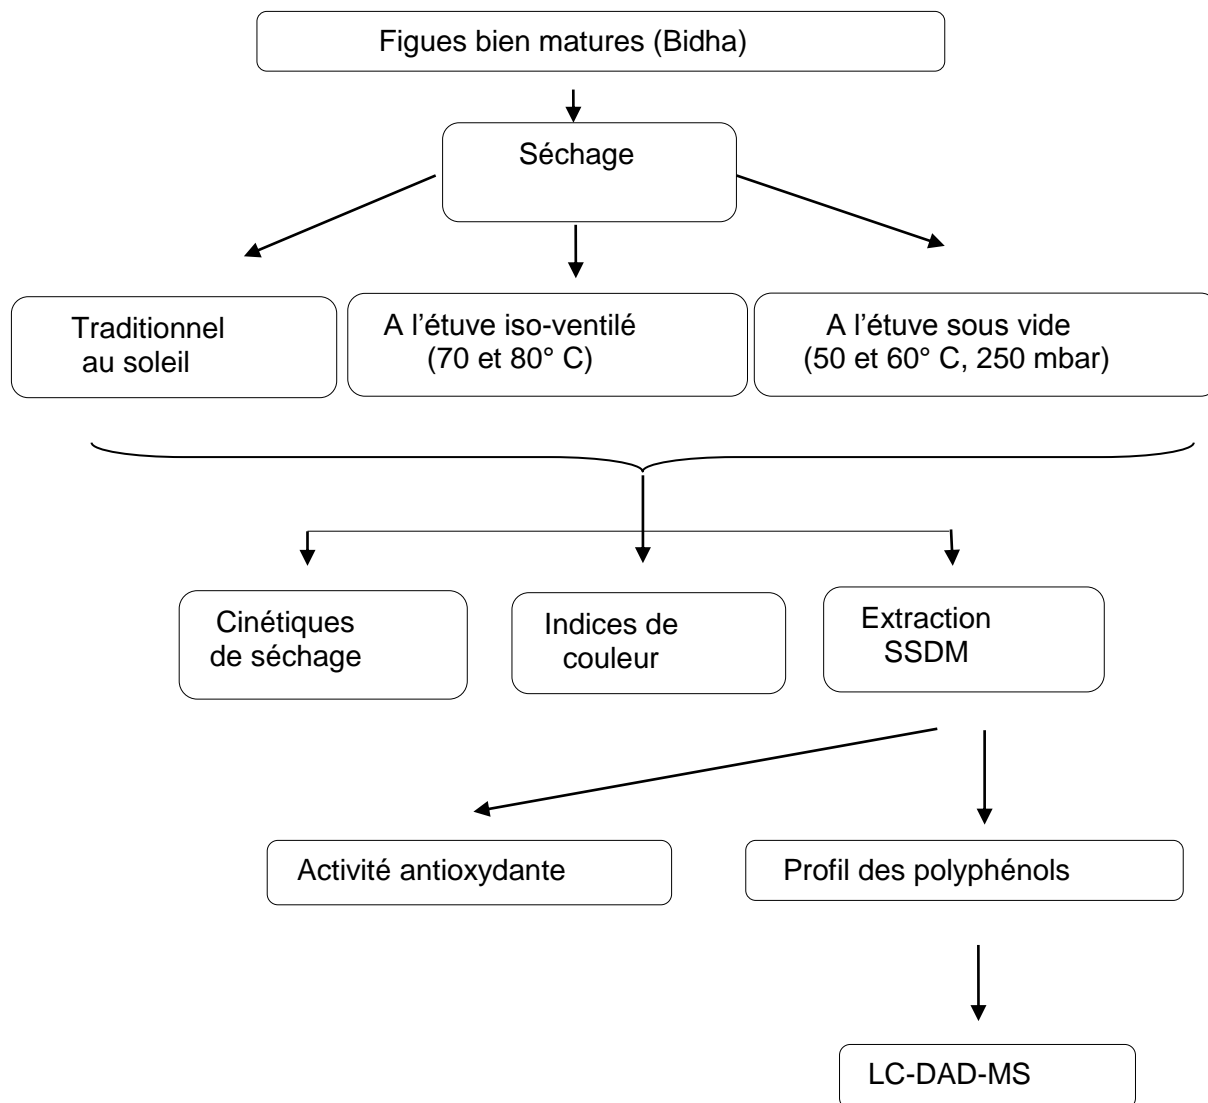 Figues bien matures (Bidha)
Séchage
Traditionnel
au soleil
A l’étuve iso-ventilé
(70 et 80° C)
A l’étuve sous vide
(50 et 60° C, 250 mbar)
Cinétiques
de séchage
Indices de
couleur
Extraction
SSDM
Activité antioxydante
Profil des polyphénols
LC-DAD-MS